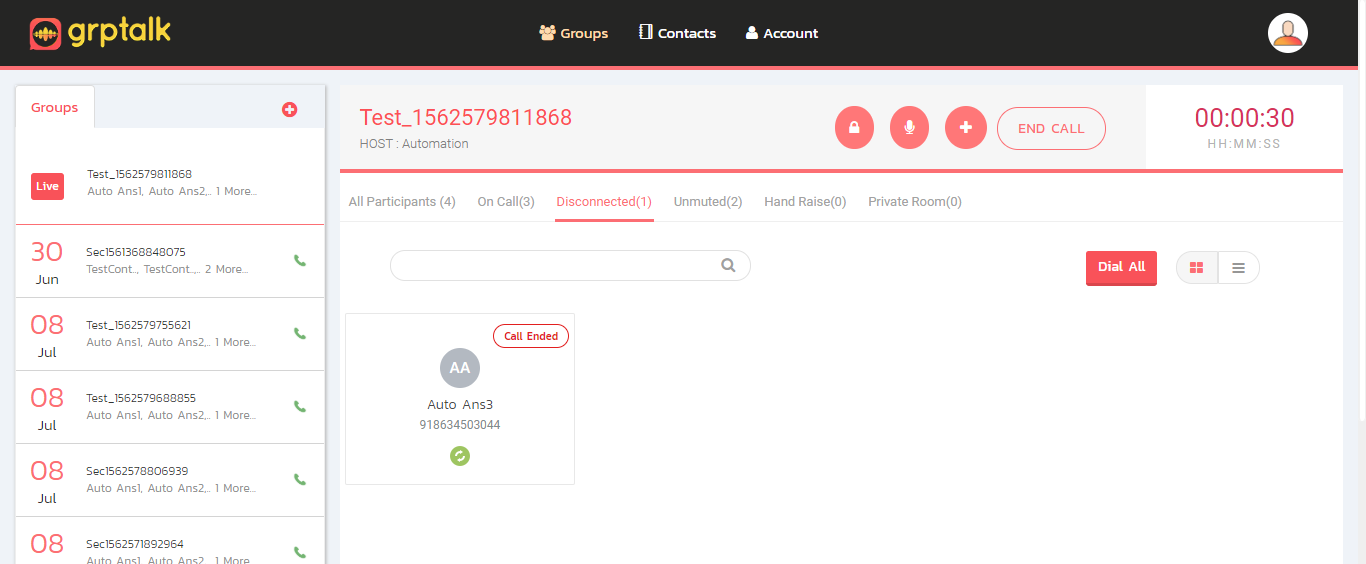 grptalk
Groups
Contacts
Account
Groups
Live
Test_1562579811868
Auto Ans1, Auto Ans2,.. 1 More...
30
Jun
Sec1561368848075
TestCont.., TestCont..,.. 2 More...
08
Jul
Test_1562579755621
Auto Ans1, Auto Ans2,.. 1 More...
08
Jul
Test_1562579688855
Auto Ans1, Auto Ans2,.. 1 More...
08
Jul
Sec1562578806939
Auto Ans1, Auto Ans2,.. 1 More...
08
Sec1562571892964
Auto Ans1, Auto Ans2,.. 1 More...
Test_1562579811868
HOST : Automation
END CALL
00:00:30
HH:MM:SS
All Participants (4)
On Call(3)
Disconnected(1)
Unmuted(2)
Hand Raise(0)
Private Room(0)
Dial All
Call Ended
AA
Auto Ans3
918634503044